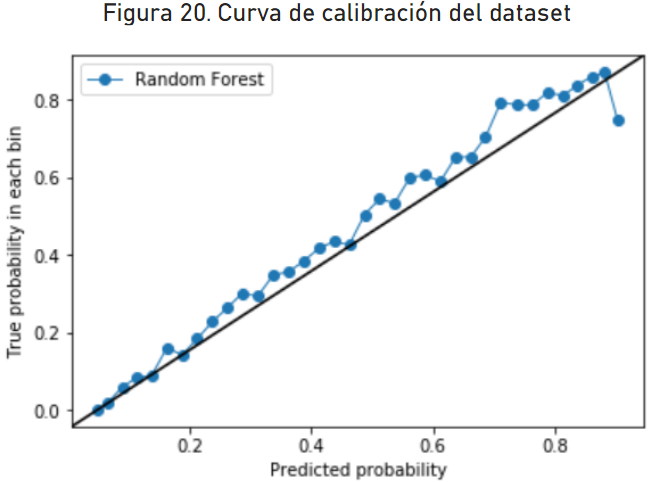 Figura 20. Curva de calibración del dataset
Random Forest
True probability in each bin
0.8
0.6
0.4
0.2
0.0
0.2 0.4 0.6 0.8
Predicted probability